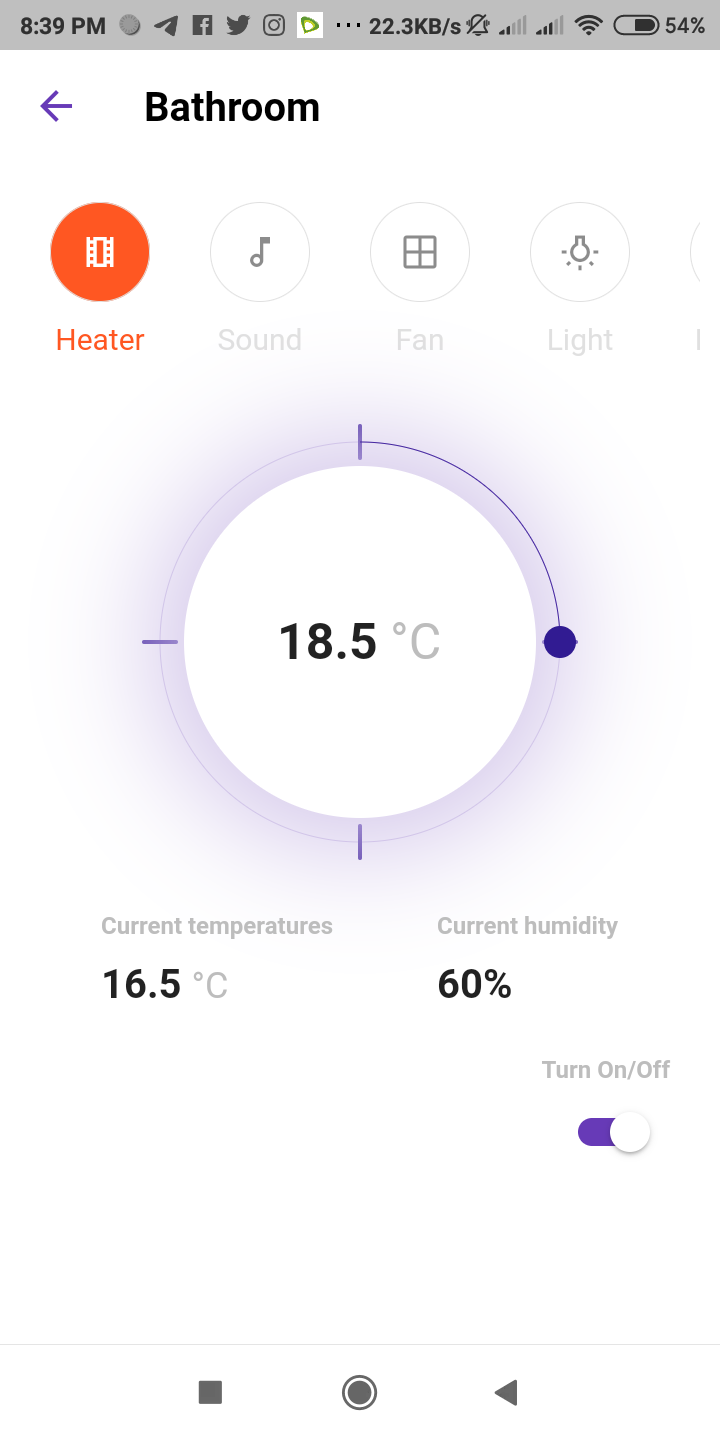 8:39 PM ... 22.3KB/s 54%
Bathroom
Heater Sound Fan Light
18.5 °C
Current temperatures Current humidity
16.5 °C 60%
Turn On/Off